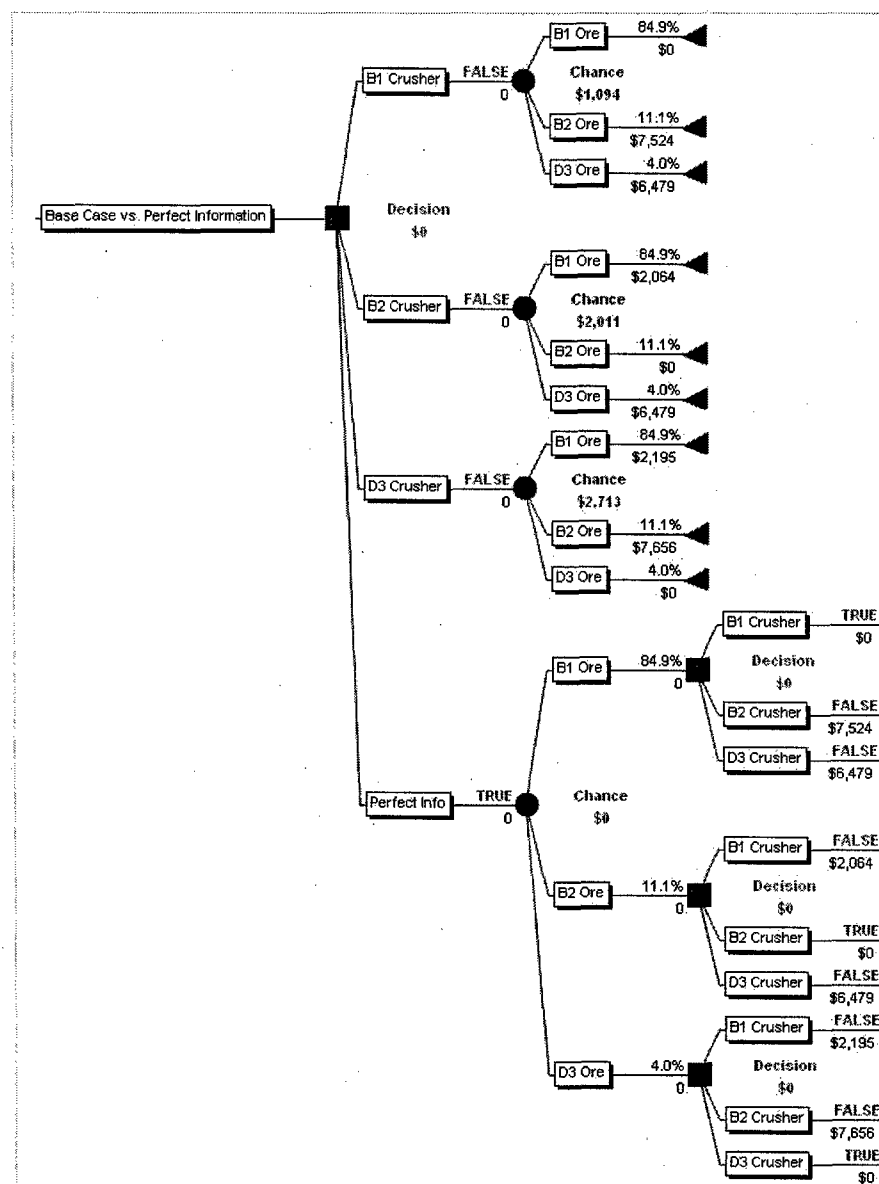 B1 Ore 84.9%
$0
B1 Crusher FALSE Chance
0 $1,094
B2 Ore 11.1%
$7,524
D3 Ore 4.0%
$6,479
Base Case vs. Perfect Information Decision
$0
B1 Ore 84.9%
$2,064
B2 Crusher FALSE Chance
0 $2,011
B2 Ore 11.1%
$0
D3 Ore 4.0%
$6,479
B1 Ore 84.9%
$2,195
D3 Crusher FALSE Chance
0 $2,713
B2 Ore 11.1%
$7,656
D3 Ore 4.0%
$0
B1 Crusher TRUE
$0
B1 Ore 84.9% Decision
0 $0
B2 Crusher FALSE
$7,524
D3 Crusher FALSE
$6,479
Perfect Info TRUE Chance
0 $0
B1 Crusher FALSE
$2,064
B2 Ore 11.1% Decision
0 $0
B2 Crusher TRUE
$0
D3 Crusher FALSE
$6,479
B1 Crusher FALSE
$2,195
D3 Ore 4.0% Decision
0 $0
B2 Crusher FALSE
$7,656
D3 Crusher TRUE
$0